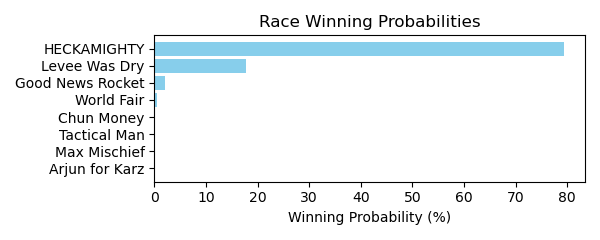 Race Winning Probabilities
HECKAMIGHTY
Levee Was Dry
Good News Rocket
World Fair
Chun Money
Tactical Man
Max Mischief
Arjun for Karz
0 10 20 30 40 50 60 70 80
Winning Probability (%)